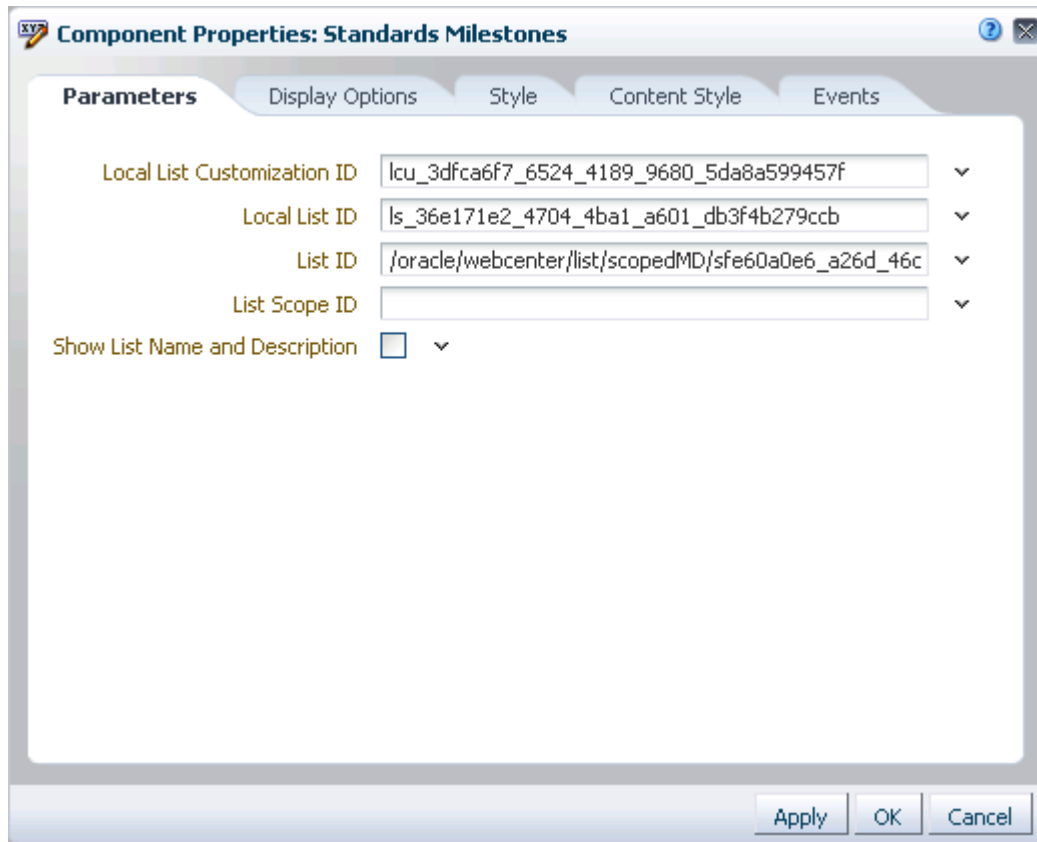 Component Properties: Standards Milestones
Parameters Display Options Style Content Style Events
Local List Customization ID lcu_3dfca6f7_6524_4189_9680_5da8a599457f
Local List ID ls_36e171e2_4704_4ba1_a601_db3f4b279ccb
List ID /oracle/webcenter/list/scopedMD/sfe60a0e6_a26d_46c
List Scope ID
Show List Name and Description
Apply OK Cancel